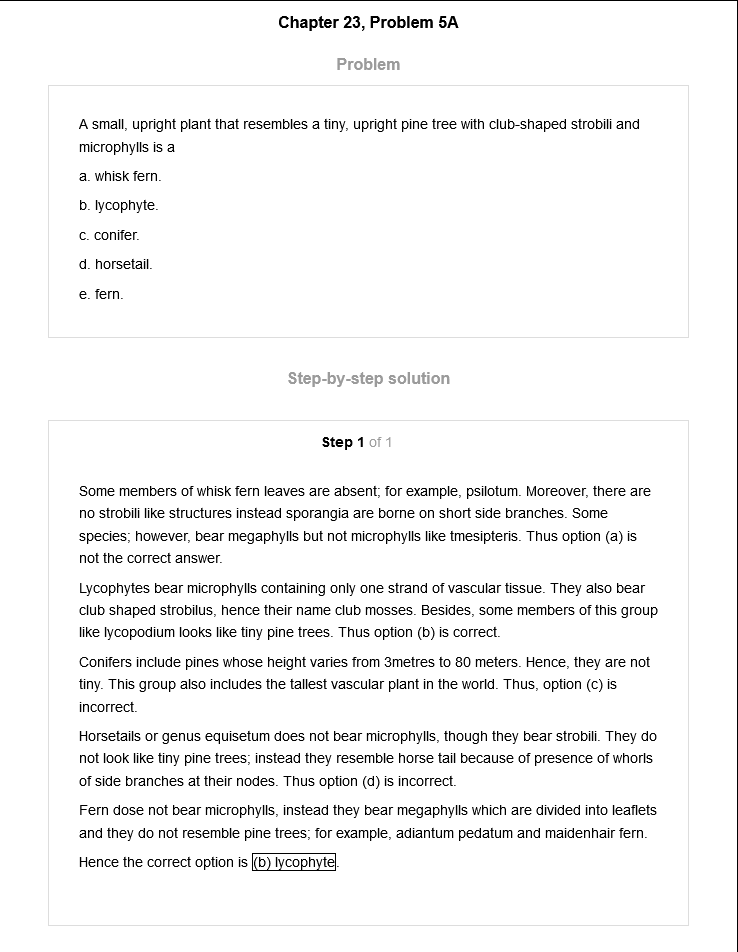 Chapter 23, Problem 5A
Problem
A small, upright plant that resembles a tiny, upright pine tree with club-shaped strobili and
microphylls is a
a. whisk fern.
b. lycophyte.
c. conifer.
d. horsetail.
e. fern.
Step-by-step solution
Step 1 of 1
Some members of whisk fern leaves are absent; for example, psilotum. Moreover, there are
no strobili like structures instead sporangia are borne on short side branches. Some
species; however, bear megaphylls but not microphylls like tmesipteris. Thus option (a) is
not the correct answer.
Lycophytes bear microphylls containing only one strand of vascular tissue. They also bear
club shaped strobilus, hence their name club mosses. Besides, some members of this group
like lycopodium looks like tiny pine trees. Thus option (b) is correct.
Conifers include pines whose height varies from 3metres to 80 meters. Hence, they are not
tiny. This group also includes the tallest vascular plant in the world. Thus, option (c) is
incorrect.
Horsetails or genus equisetum does not bear microphylls, though they bear strobili. They do
not look like tiny pine trees; instead they resemble horse tail because of presence of whorls
of side branches at their nodes. Thus option (d) is incorrect.
Fern dose not bear microphylls, instead they bear megaphylls which are divided into leaflets
and they do not resemble pine trees; for example, adiantum pedatum and maidenhair fern.
Hence the correct option is (b) lycophyte.